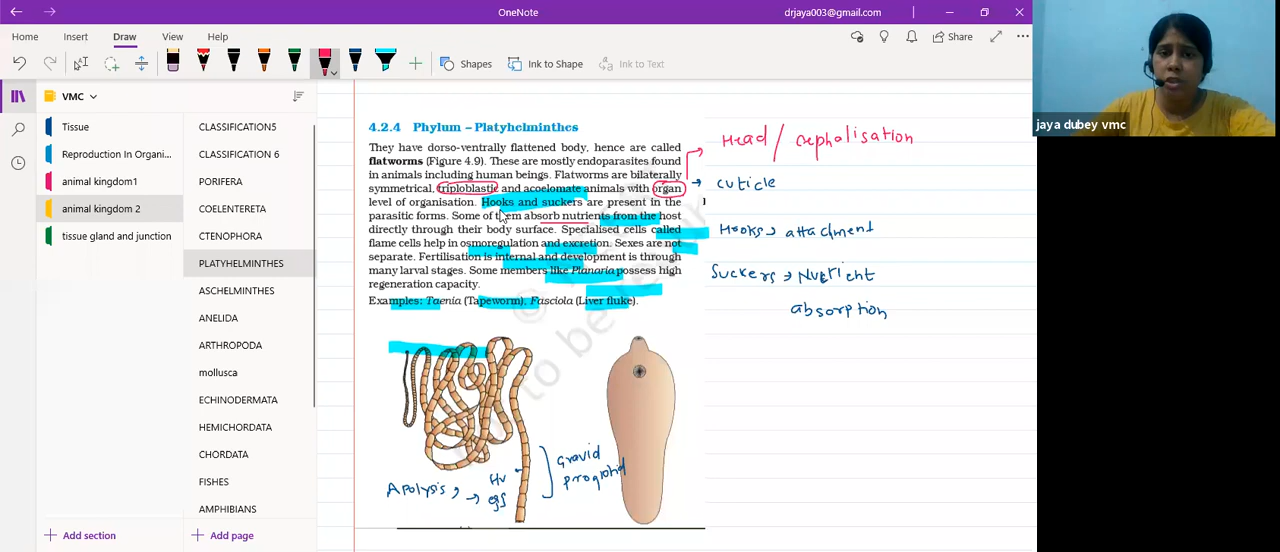 OneNote
drjaya003@gmail.com
Home
Insert
Draw
View
Help
Share
Shapes
Ink to Shape
Ink to Text
VMC
Tissue
Reproduction In Organi...
animal kingdom1
animal kingdom 2
tissue gland and junction
CLASSIFICATION5
CLASSIFICATION 6
PORIFERA
COELENTERETA
CTENOPHORA
PLATYHELMINTHES
ASCHELMINTHES
ANELIDA
ARTHROPODA
mollusca
ECHINODERMATA
HEMICHORDATA
CHORDATA
FISHES
AMPHIBIANS
Add section
Add page
4.2.4 Phylum – Platyhelminthes
They have dorso-ventrally flattened body, hence are called
flatworms (Figure 4.9). These are mostly endoparasites found
in animals including human beings. Flatworms are bilaterally
symmetrical, triploblastic and acoelomate animals with organ
level of organisation. Hooks and suckers are present in the
parasitic forms. Some of them absorb nutrients from the host
directly through their body surface. Specialised cells called
flame cells help in osmoregulation and excretion. Sexes are not
separate. Fertilisation is internal and development is through
many larval stages. Some members like Planaria possess high
regeneration capacity.
Examples: Taenia (Tapeworm), Fasciola (Liver fluke).
Head / cephalisation
→ cuticle
Hooks → attachment
Suckers → Nutrient
absorption
Gravid
proglotid
Apolysis,
→
jaya dubey vmc